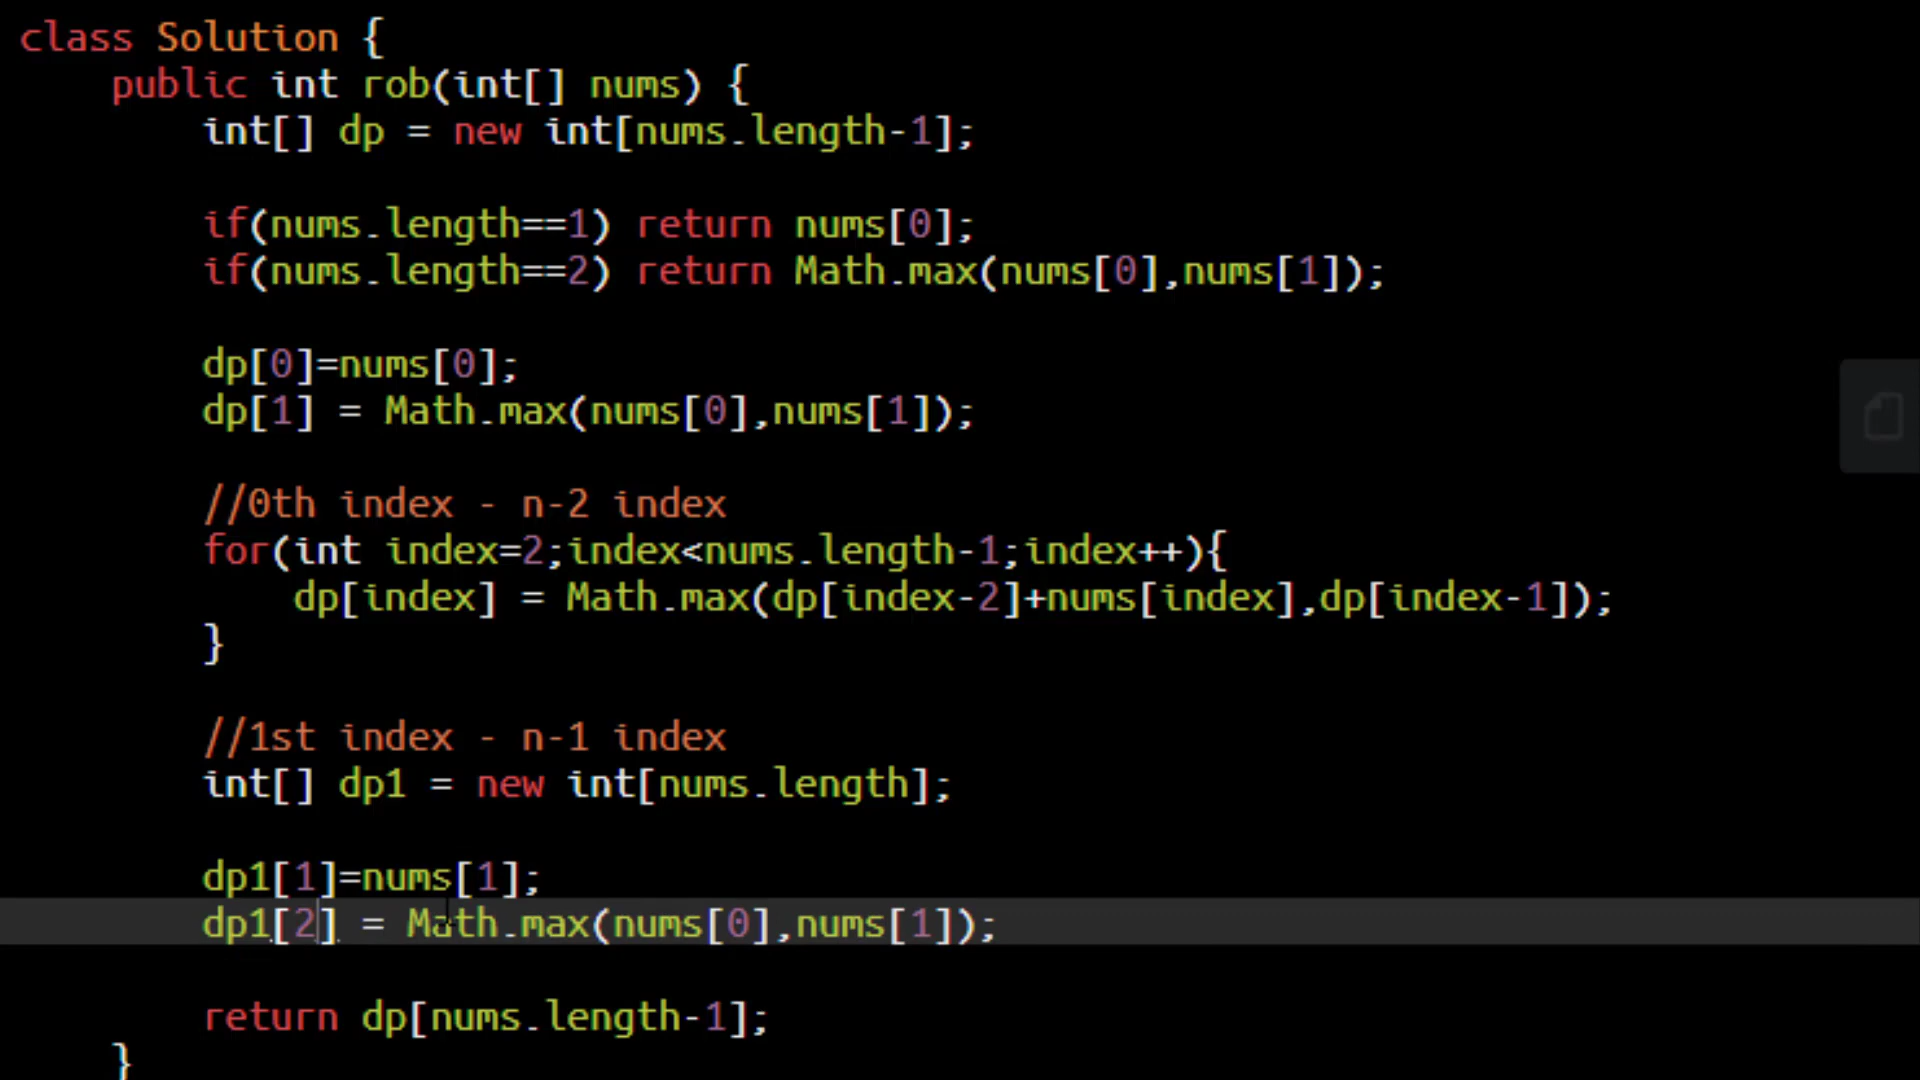 class Solution {
    public int rob(int[] nums) {
        int[] dp = new int[nums.length-1];

        if(nums.length==1) return nums[0];
        if(nums.length==2) return Math.max(nums[0],nums[1]);

        dp[0]=nums[0];
        dp[1] = Math.max(nums[0],nums[1]);

        //0th index - n-2 index
        for(int index=2;index<nums.length-1;index++){
            dp[index] = Math.max(dp[index-2]+nums[index],dp[index-1]);
        }

        //1st index - n-1 index
        int[] dp1 = new int[nums.length];

        dp1[1]=nums[1];
        dp1[2] = Math.max(nums[0],nums[1]);

        return dp[nums.length-1];
    }